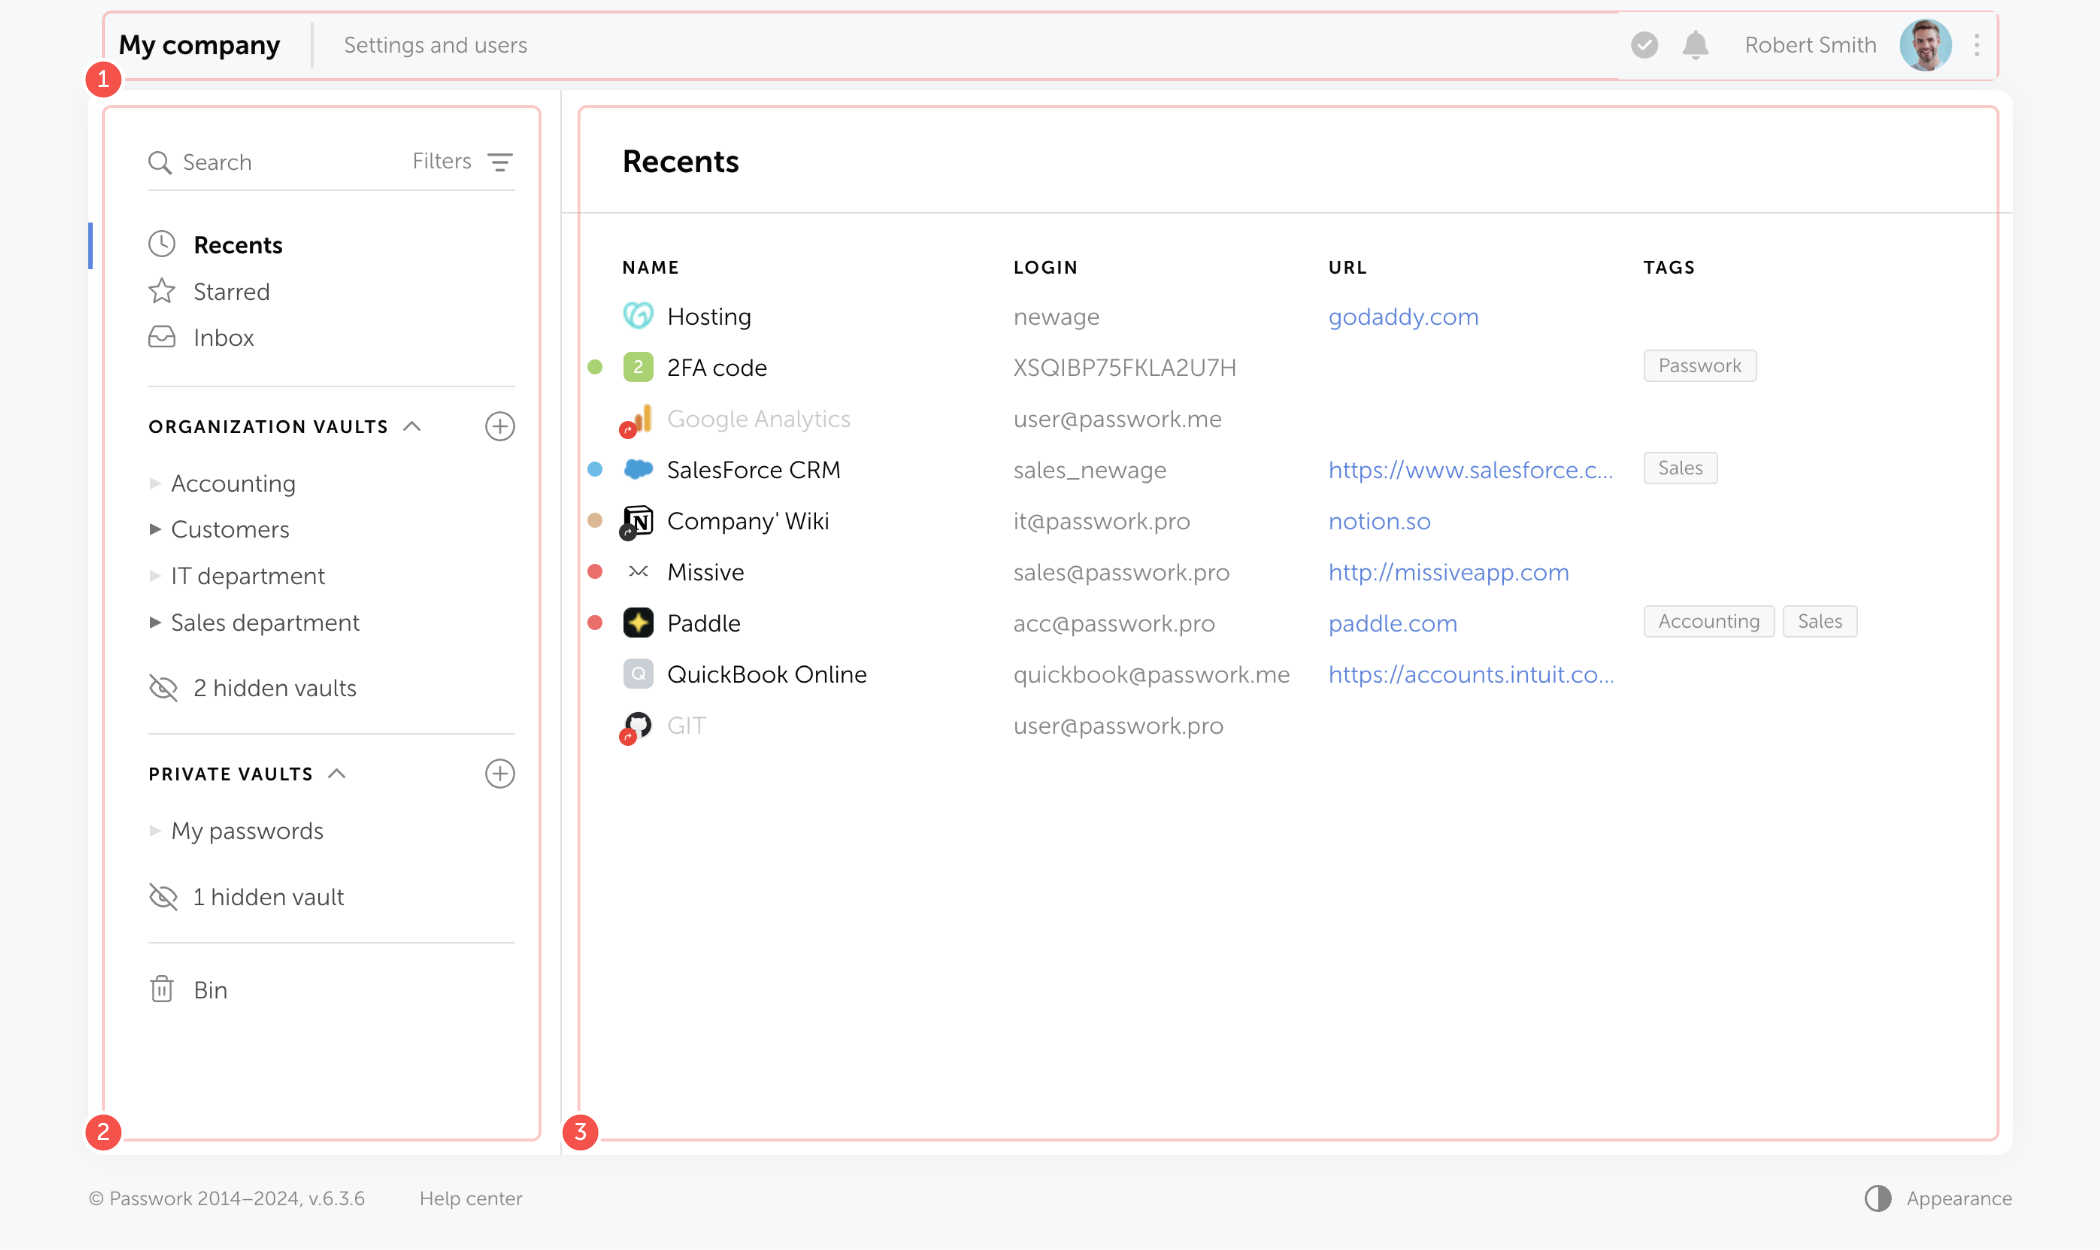 My company
Settings and users
Robert Smith
1
Search
Filters
Recents
Starred
Inbox
ORGANIZATION VAULTS
Accounting
Customers
IT department
Sales department
2 hidden vaults
PRIVATE VAULTS
My passwords
1 hidden vault
Bin
2
Recents
NAME LOGIN URL TAGS
Hosting newage godaddy.com
2 2FA code XSQIBP75FKLA2U7H Passwork
Google Analytics user@passwork.me
SalesForce CRM sales_newage https://www.salesforce.c... Sales
N Company' Wiki it@passwork.pro notion.so
Missive sales@passwork.pro http://missiveapp.com
Paddle acc@passwork.pro paddle.com Accounting Sales
Q QuickBook Online quickbook@passwork.me https://accounts.intuit.co...
GIT user@passwork.pro
3
© Passwork 2014–2024, v.6.3.6
Help center
Appearance